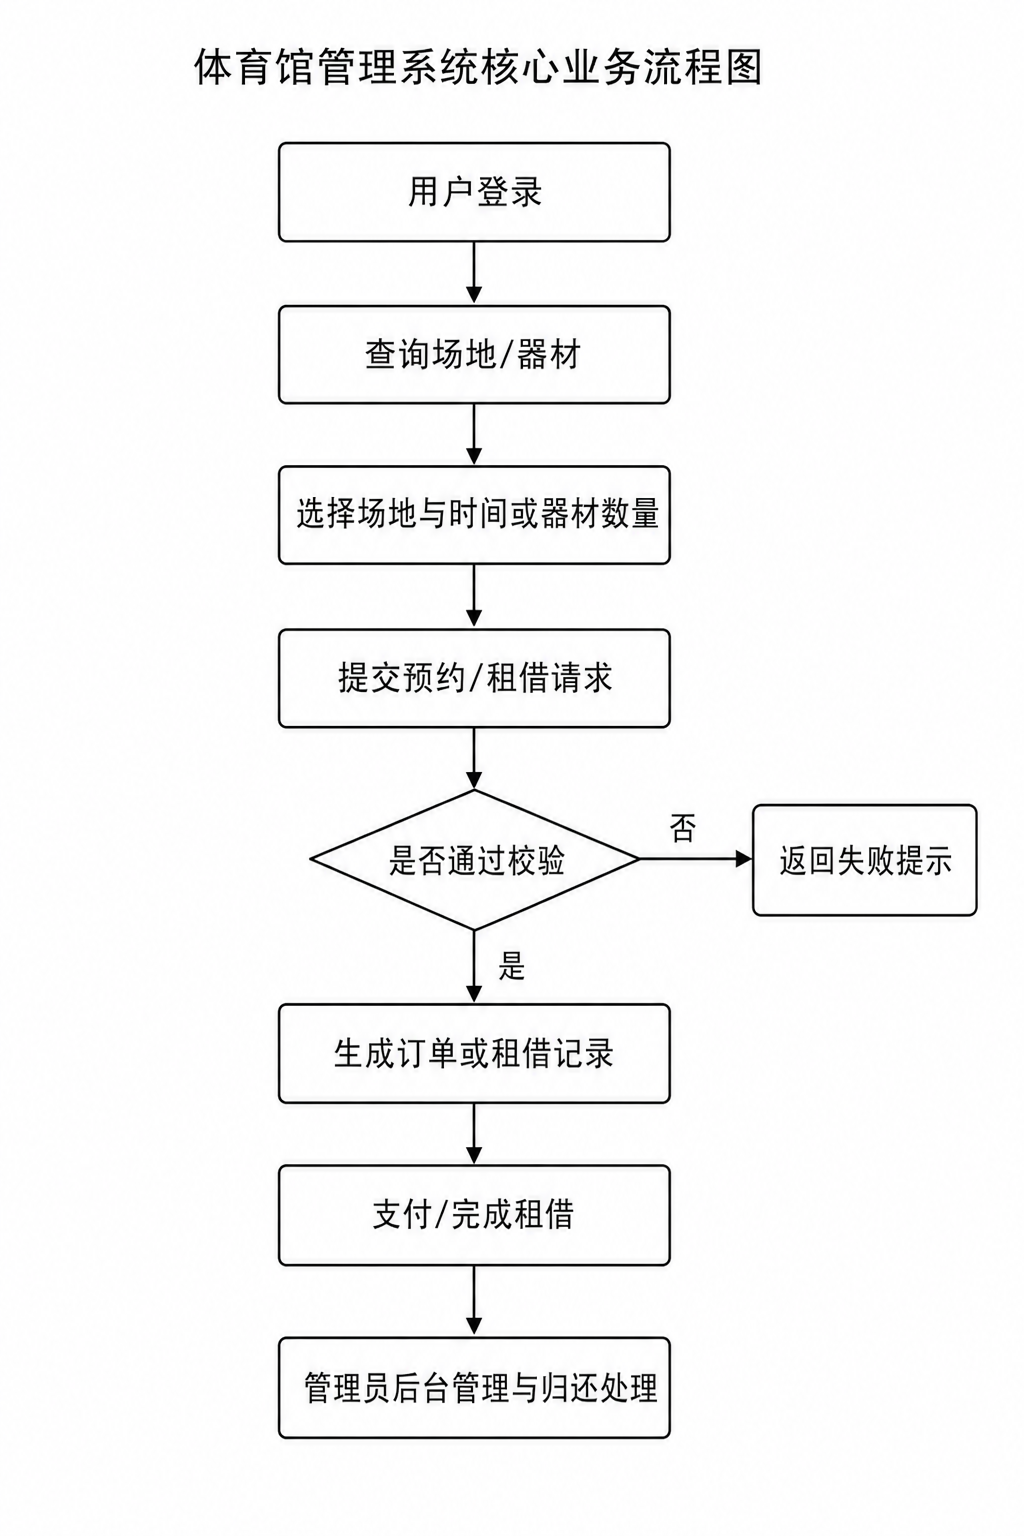 体育馆管理系统核心业务流程图
用户登录
查询场地/器材
选择场地与时间或器材数量
提交预约/租借请求
是否通过校验
否
返回失败提示
是
生成订单或租借记录
支付/完成租借
管理员后台管理与归还处理